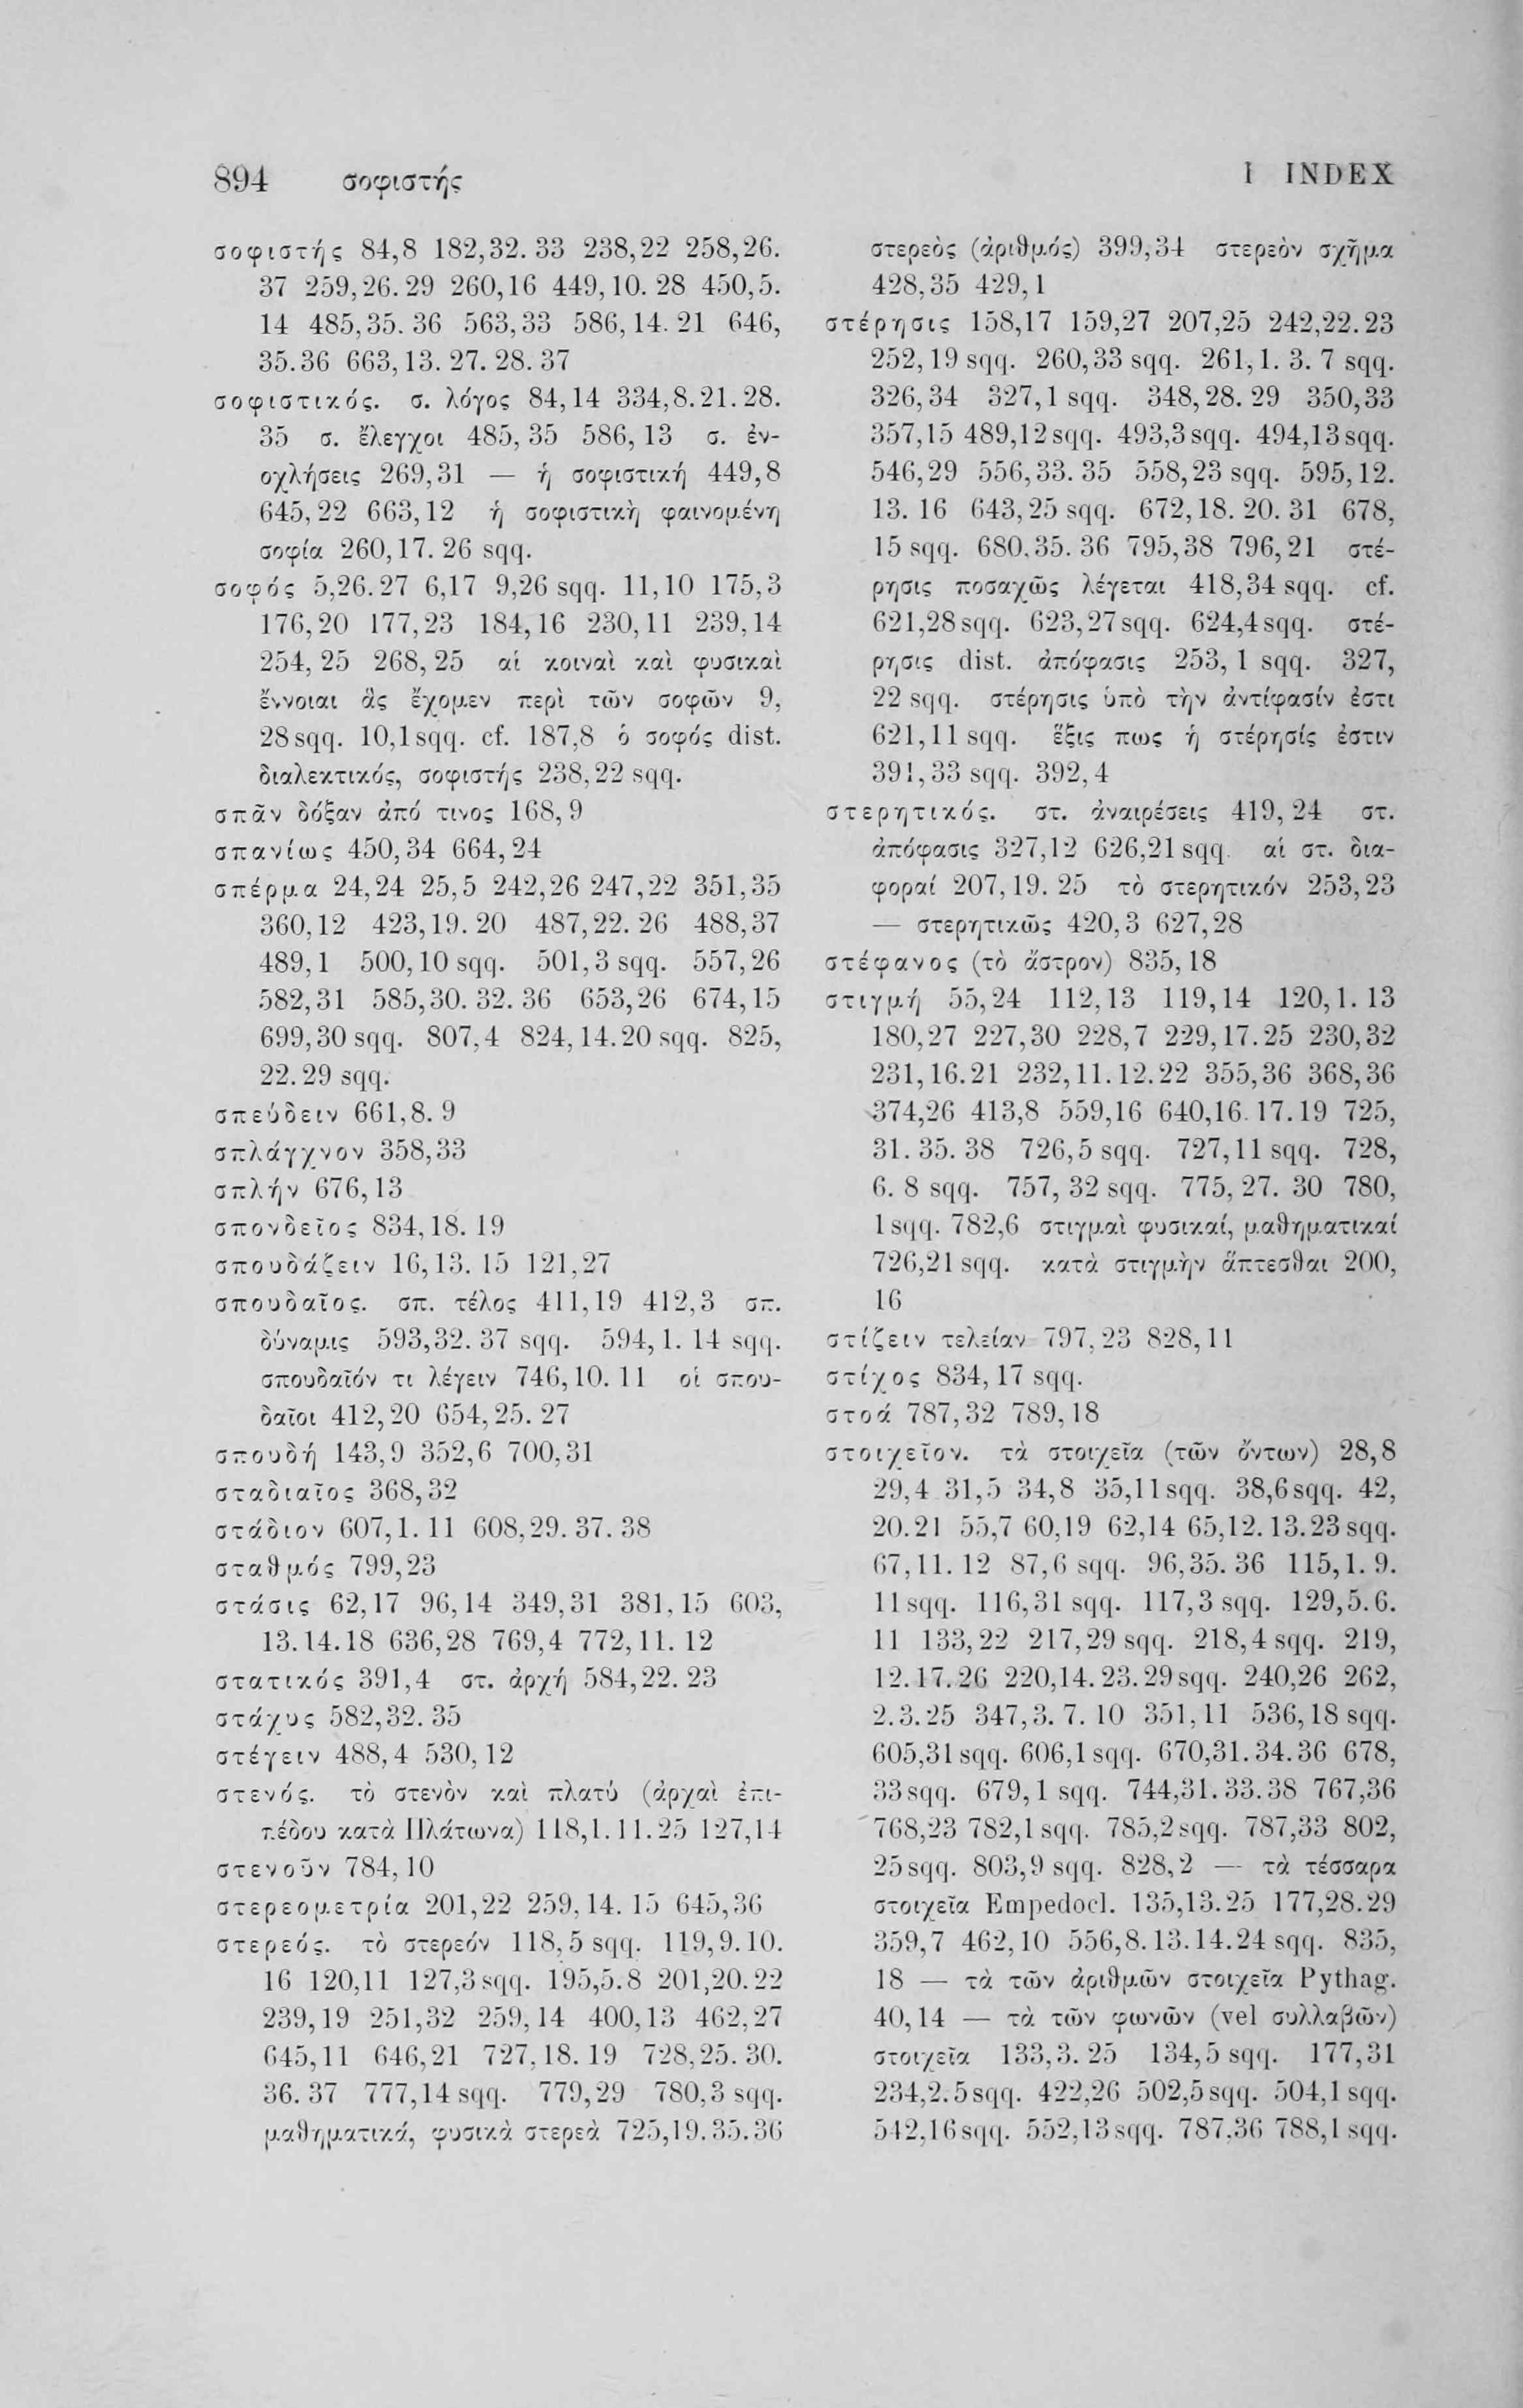 894 σοφιστής I INDEX
σοφιστής 84,8 182,32. 33 238,22 258,26.
37 259,26. 29 260,16 449,10. 28 450,5.
14 485,35. 36 563,33 586,14. 21 646,
35.36 663,13. 27. 28. 37
σοφιστικός. σ. λόγος 84,14 334,8.21.28.
35 σ. ἔλεγχοι 485,35 586,13 σ. ἐν-
οχλήσεις 269,31 — ἡ σοφιστική 449,8
645,22 663,12 ἡ σοφιστικὴ φαινομένη
σοφία 260,17. 26 sqq.
σοφός 5,26.27 6,17 9,26 sqq. 11,10 175,3
176,20 177,23 184,16 230,11 239,14
254,25 268,25 αἱ κοιναὶ καὶ φυσικαὶ
ἔννοιαι ἃς ἔχομεν περὶ τῶν σοφῶν 9,
28 sqq. 10,1 sqq. cf. 187,8 ὁ σοφός dist.
διαλεκτικός, σοφιστής 238,22 sqq.
σπᾶν δόξαν ἀπό τινος 168,9
σπανίως 450,34 664,24
σπέρμα 24,24 25,5 242,26 247,22 351,35
360,12 423,19. 20 487,22. 26 488,37
489,1 500,10 sqq. 501,3 sqq. 557,26
582,31 585,30. 32. 36 653,26 674,15
699,30 sqq. 807,4 824,14.20 sqq. 825,
22. 29 sqq.
σπεύδειν 661,8. 9
σπλάγχνον 358,33
σπλήν 676,13
σπονδεῖος 834,18. 19
σπουδάζειν 16,13. 15 121,27
σπουδαῖος. σπ. τέλος 411,19 412,3 σπ.
δύναμις 593,32. 37 sqq. 594,1. 14 sqq.
σπουδαῖόν τι λέγειν 746,10. 11 οἱ σπου-
δαῖοι 412,20 654,25. 27
σπουδή 143,9 352,6 700,31
σταδιαῖος 368,32
στάδιον 607,1. 11 608,29. 37. 38
σταθμός 799,23
στάσις 62,17 96,14 349,31 381,15 603,
13.14.18 636,28 769,4 772,11. 12
στατικός 391,4 στ. ἀρχή 584,22. 23
στάχυς 582,32. 35
στέγειν 488,4 530,12
στενός. τὸ στενὸν καὶ πλατύ (ἀρχαὶ ἐπι-
πέδου κατὰ Πλάτωνα) 118,1.11.25 127,14
στενοῦν 784,10
στερεομετρία 201,22 259,14. 15 645,36
στερεός. τὸ στερεόν 118,5 sqq. 119,9.10.
16 120,11 127,3 sqq. 195,5.8 201,20.22
239,19 251,32 259,14 400,13 462,27
645,11 646,21 727,18. 19 728,25. 30.
36. 37 777,14 sqq. 779,29 780,3 sqq.
μαθηματικά, φυσικὰ στερεὰ 725,19.35.36
στερεὸς (ἀριθμός) 399,34 στερεὸν σχῆμα
428,35 429,1
στέρησις 158,17 159,27 207,25 242,22.23
252,19 sqq. 260,33 sqq. 261,1. 3. 7 sqq.
326,34 327,1 sqq. 348,28. 29 350,33
357,15 489,12 sqq. 493,3 sqq. 494,13 sqq.
546,29 556,33. 35 558,23 sqq. 595,12.
13. 16 643,25 sqq. 672,18. 20. 31 678,
15 sqq. 680,35. 36 795,38 796,21 στέ-
ρησις ποσαχῶς λέγεται 418,34 sqq. cf.
621,28 sqq. 623,27 sqq. 624,4 sqq. στέ-
ρησις dist. ἀπόφασις 253,1 sqq. 327,
22 sqq. στέρησις ὑπὸ τὴν ἀντίφασίν ἐστι
621,11 sqq. ἕξις πως ἡ στέρησίς ἐστιν
391,33 sqq. 392,4
στερητικός. στ. ἀναιρέσεις 419,24 στ.
ἀπόφασις 327,12 626,21 sqq. αἱ στ. δια-
φοραί 207,19. 25 τὸ στερητικόν 253,23
— στερητικῶς 420,3 627,28
στέφανος (τὸ ἄστρον) 835,18
στιγμή 55,24 112,13 119,14 120,1. 13
180,27 227,30 228,7 229,17.25 230,32
231,16.21 232,11.12.22 355,36 368,36
374,26 413,8 559,16 640,16.17.19 725,
31. 35. 38 726,5 sqq. 727,11 sqq. 728,
6. 8 sqq. 757,32 sqq. 775,27. 30 780,
1 sqq. 782,6 στιγμαὶ φυσικαί, μαθηματικαί
726,21 sqq. κατὰ στιγμὴν ἅπτεσθαι 200,
16
στίζειν τελείαν 797,23 828,11
στίχος 834,17 sqq.
στοά 787,32 789,18
στοιχεῖον. τὰ στοιχεῖα (τῶν ὄντων) 28,8
29,4 31,5 34,8 35,11 sqq. 38,6 sqq. 42,
20.21 55,7 60,19 62,14 65,12.13.23 sqq.
67,11. 12 87,6 sqq. 96,35. 36 115,1. 9.
11 sqq. 116,31 sqq. 117,3 sqq. 129,5.6.
11 133,22 217,29 sqq. 218,4 sqq. 219,
12.17.26 220,14.23.29 sqq. 240,26 262,
2.3.25 347,3. 7. 10 351,11 536,18 sqq.
605,31 sqq. 606,1 sqq. 670,31.34.36 678,
33 sqq. 679,1 sqq. 744,31.33.38 767,36
768,23 782,1 sqq. 785,2 sqq. 787,33 802,
25 sqq. 803,9 sqq. 828,2 — τὰ τέσσαρα
στοιχεῖα Empedocl. 135,13.25 177,28.29
359,7 462,10 556,8.13.14.24 sqq. 835,
18 — τὰ τῶν ἀριθμῶν στοιχεῖα Pythag.
40,14 — τὰ τῶν φωνῶν (vel συλλαβῶν)
στοιχεῖα 133,3. 25 134,5 sqq. 177,31
234,2.5 sqq. 422,26 502,5 sqq. 504,1 sqq.
542,16 sqq. 552,13 sqq. 787,36 788,1 sqq.